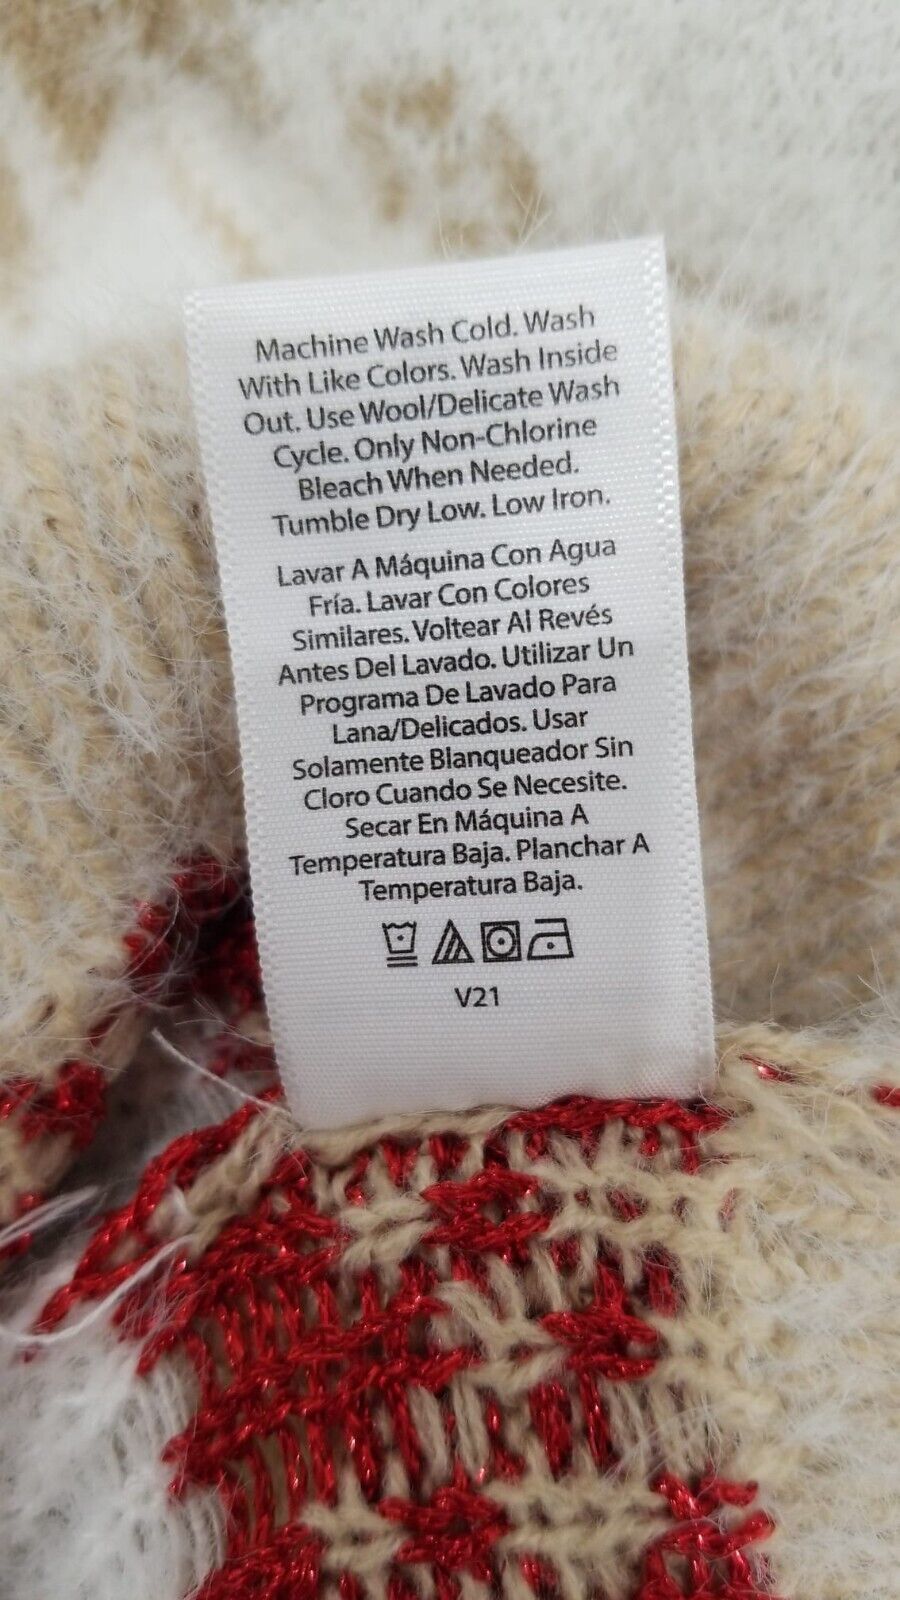 Machine Wash Cold. Wash
With Like Colors. Wash Inside
Out. Use Wool/Delicate Wash
Cycle. Only Non-Chlorine
Bleach When Needed.
Tumble Dry Low. Low Iron.
Lavar A Máquina Con Agua
Fría. Lavar Con Colores
Similares. Voltear Al Revés
Antes Del Lavado. Utilizar Un
Programa De Lavado Para
Lana/Delicados. Usar
Solamente Blanqueador Sin
Cloro Cuando Se Necesite.
Secar En Máquina A
Temperatura Baja. Planchar A
Temperatura Baja.
V21